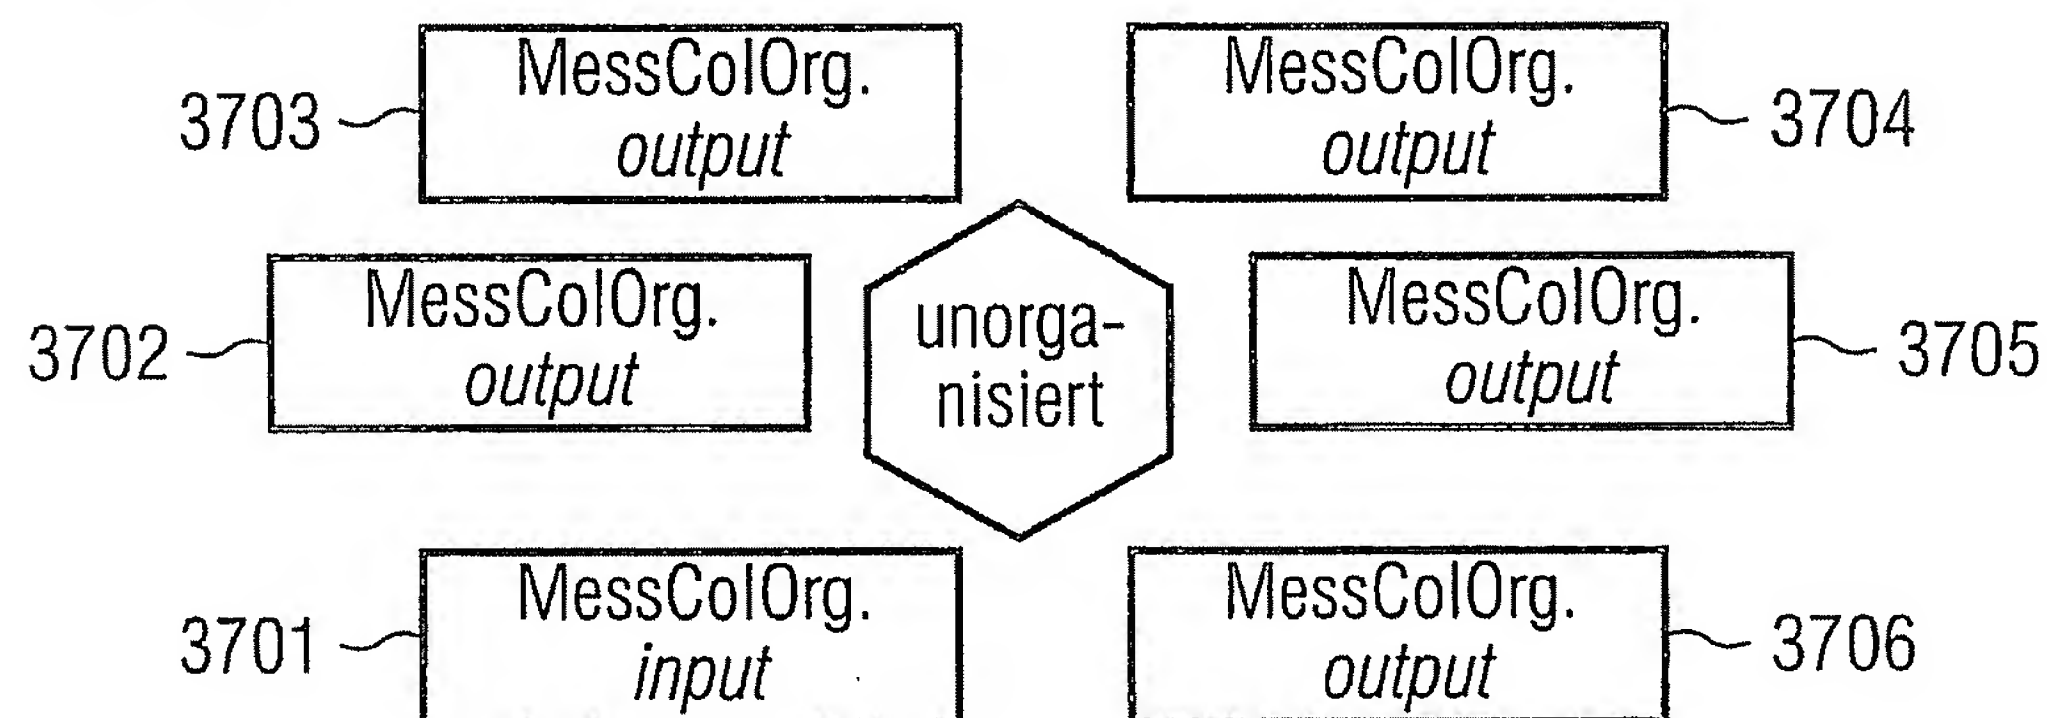 MessColOrg.
output
3703
MessColOrg.
output
3704
MessColOrg.
output
3702
unorga-
nisiert
MessColOrg.
output
3705
MessColOrg.
input
3701
MessColOrg.
output
3706